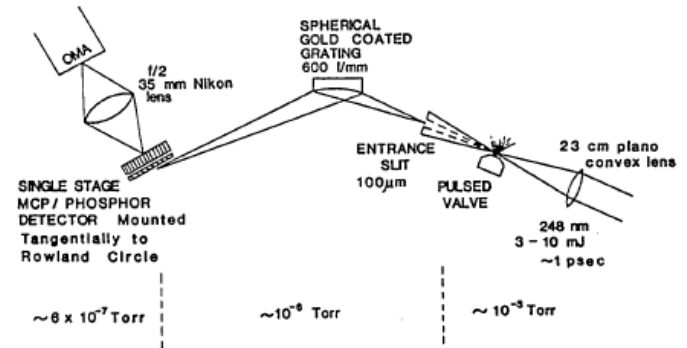 OMA
f/2
35 mm Nikon
lens
SPHERICAL
GOLD COATED
GRATING
600 l/mm
ENTRANCE
SLIT
100μm
PULSED
VALVE
23 cm plano
convex lens
248 nm
3 - 10 mJ
~1 psec
SINGLE STAGE
MCP/ PHOSPHOR
DETECTOR Mounted
Tangentially to
Rowland Circle
~6 x 10⁻⁷ Torr
~10⁻⁶ Torr
~ 10⁻³ Torr